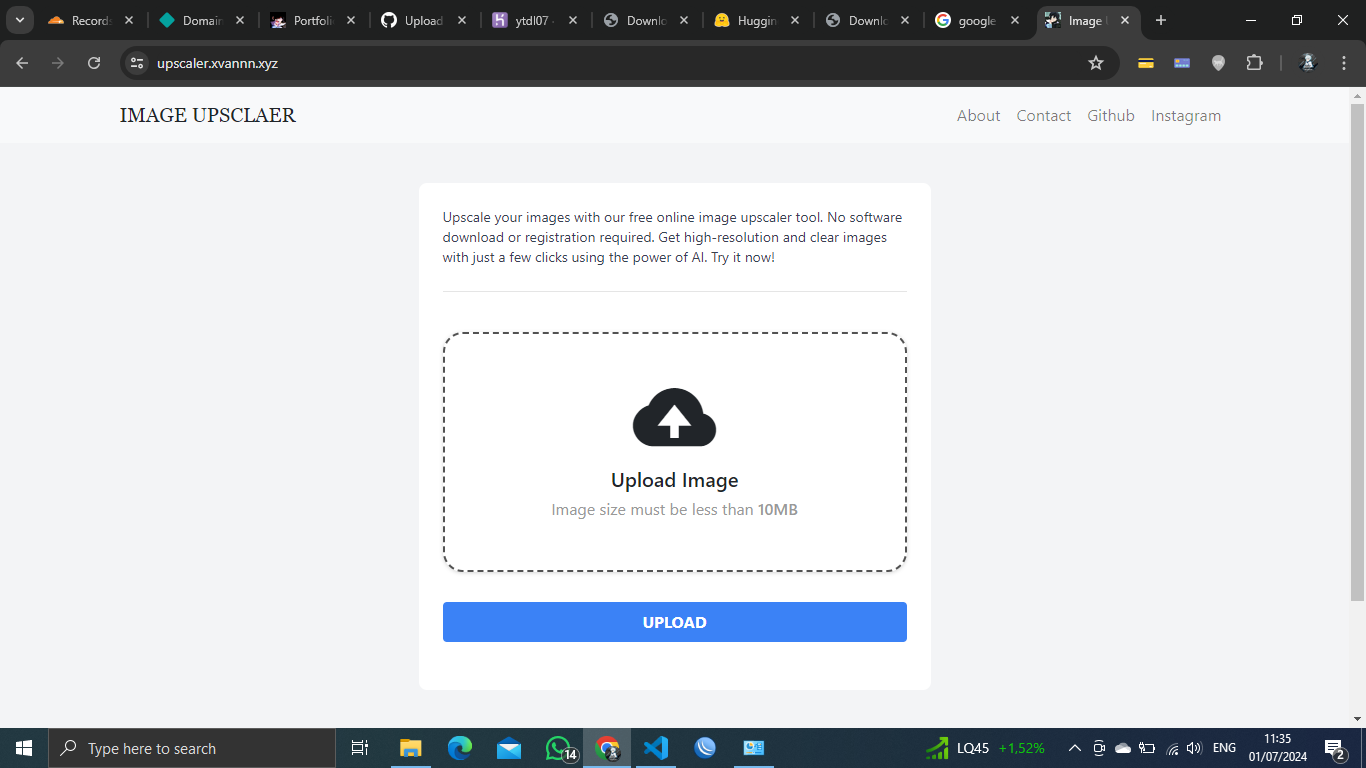 Records
Domain
Portfoli
Upload
ytdl07 -
Downlo
Huggin
Downlo
google
Image
upscaler.xvannn.xyz
IMAGE UPSCLAER
About Contact Github Instagram
Upscale your images with our free online image upscaler tool. No software
download or registration required. Get high-resolution and clear images
with just a few clicks using the power of AI. Try it now!
Upload Image
Image size must be less than 10MB
UPLOAD
Type here to search
14
LQ45 +1,52%
ENG
11:35
01/07/2024
2